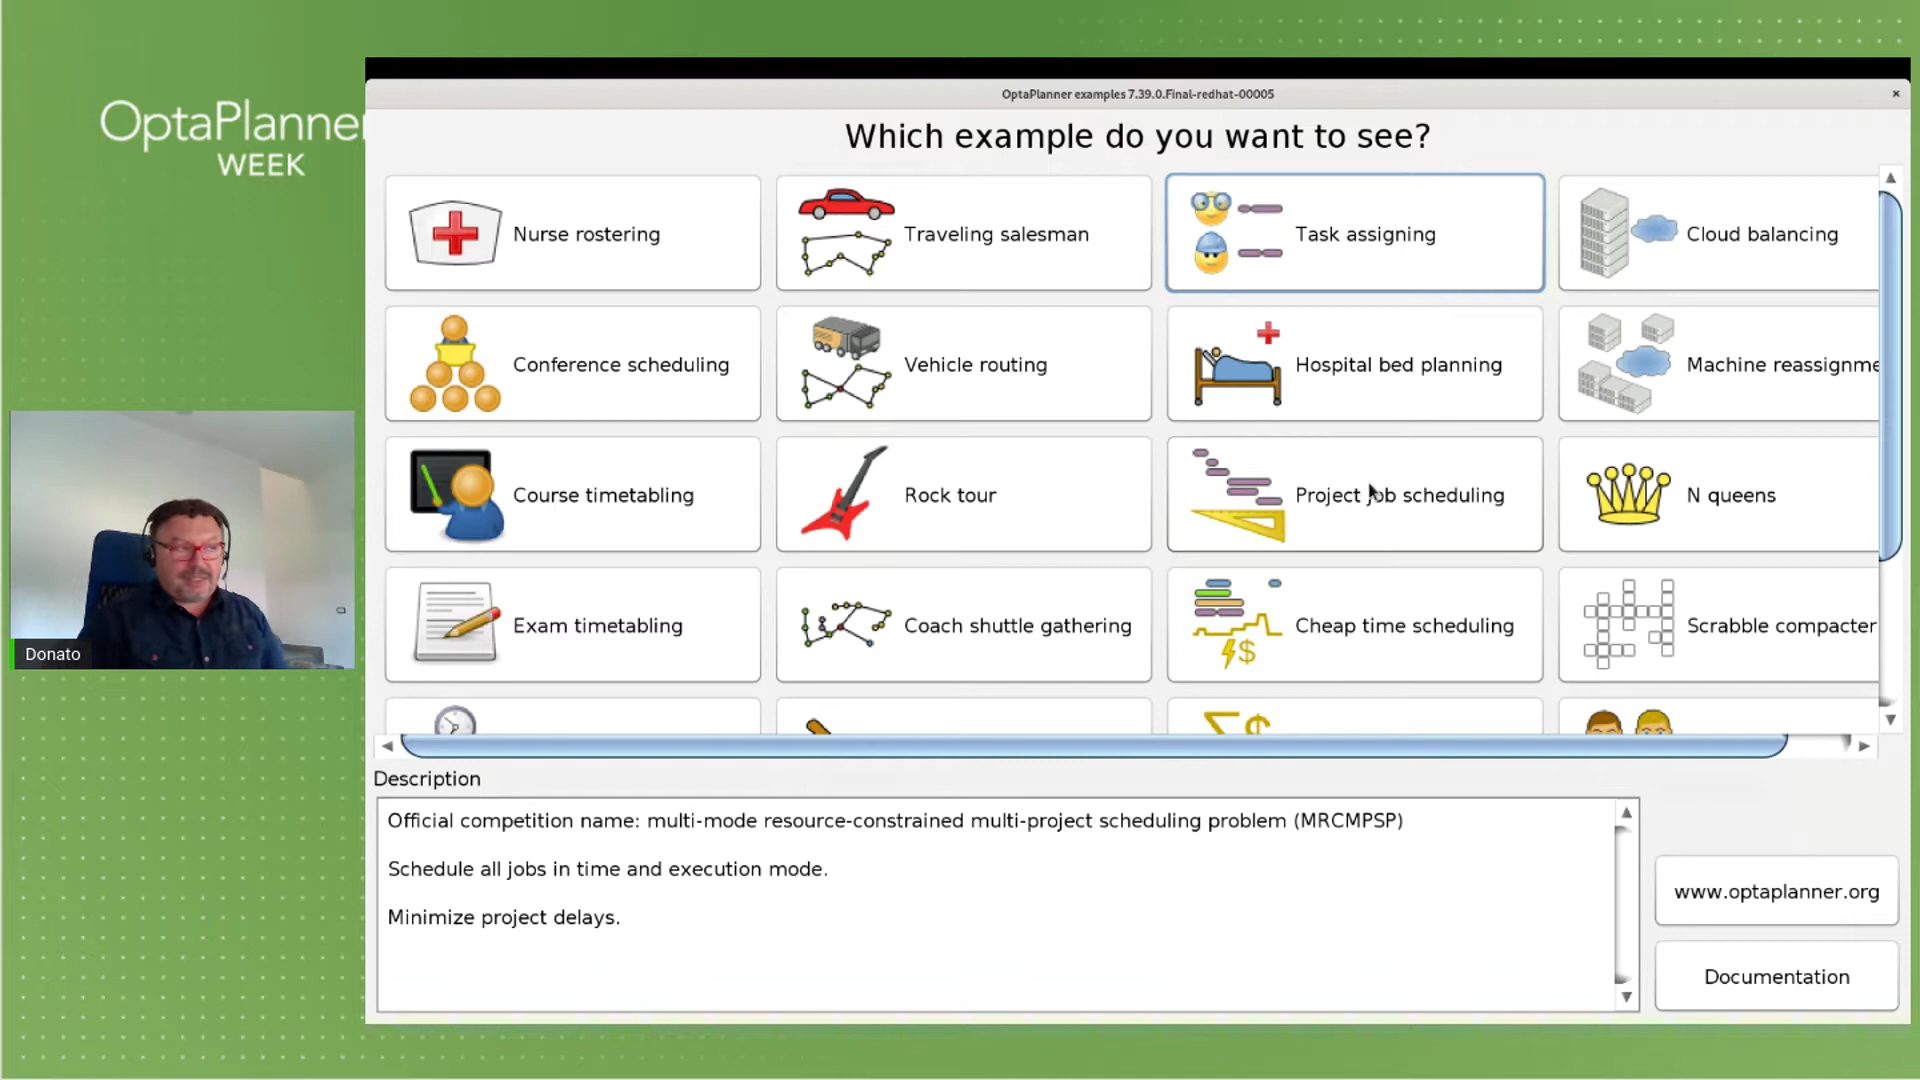 OptaPlanner
WEEK
OptaPlanner examples 7.39.0.Final-redhat-00005
Which example do you want to see?
Nurse rostering
Traveling salesman
Task assigning
Cloud balancing
Conference scheduling
Vehicle routing
Hospital bed planning
Machine reassignme
Course timetabling
Rock tour
Project job scheduling
N queens
Exam timetabling
Coach shuttle gathering
Cheap time scheduling
Scrabble compacter
Donato
Description
Official competition name: multi-mode resource-constrained multi-project scheduling problem (MRCMPSP)
Schedule all jobs in time and execution mode.
Minimize project delays.
www.optaplanner.org
Documentation